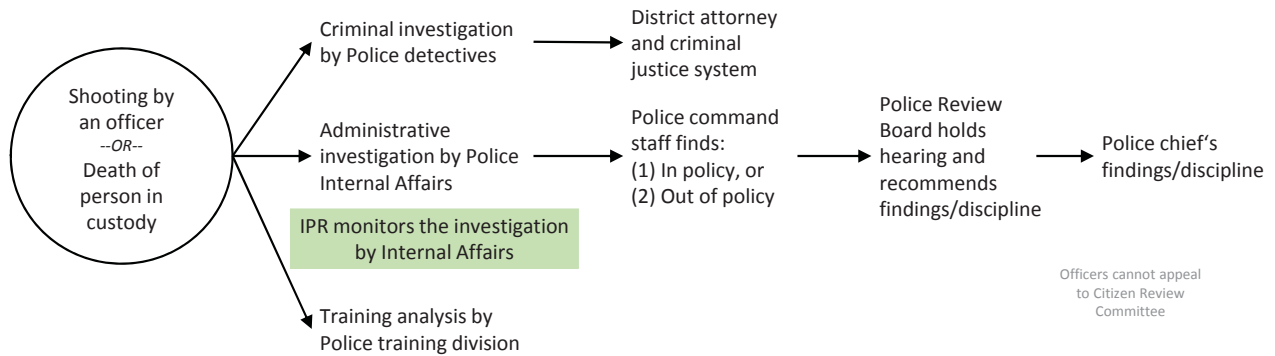 Shooting by
an officer
--OR--
Death of
person in
custody
Criminal investigation
by Police detectives
District attorney
and criminal
justice system
Administrative
investigation by Police
Internal Affairs
IPR monitors the investigation
by Internal Affairs
Police command
staff finds:
(1) In policy, or
(2) Out of policy
Police Review
Board holds
hearing and
recommends
findings/discipline
Police chief‘s
findings/discipline
Officers cannot appeal
to Citizen Review
Committee
Training analysis by
Police training division